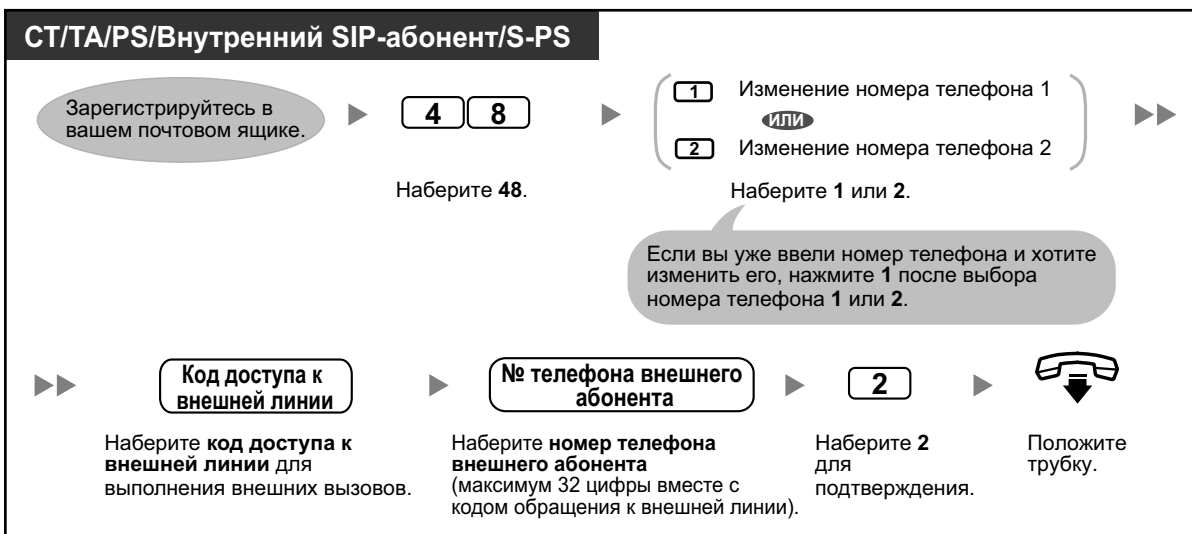 CT/TA/PS/Внутренний SIP-абонент/S-PS
Зарегистрируйтесь в
вашем почтовом ящике.
4 8
Наберите 48.
1 Изменение номера телефона 1
ИЛИ
2 Изменение номера телефона 2
Наберите 1 или 2.
Если вы уже ввели номер телефона и хотите
изменить его, нажмите 1 после выбора
номера телефона 1 или 2.
Код доступа к
внешней линии
Наберите код доступа к
внешней линии для
выполнения внешних вызовов.
№ телефона внешнего
абонента
Наберите номер телефона
внешнего абонента
(максимум 32 цифры вместе с
кодом обращения к внешней линии).
2
Наберите 2
для
подтверждения.
Положите
трубку.